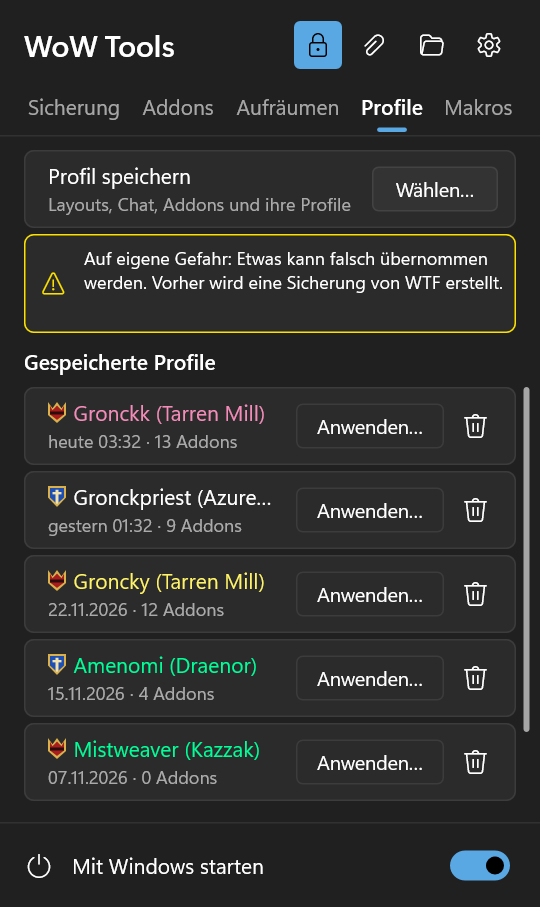 WoW Tools
Sicherung Addons Aufräumen Profile Makros
Profil speichern
Layouts, Chat, Addons und ihre Profile
Wählen...
Auf eigene Gefahr: Etwas kann falsch übernommen
werden. Vorher wird eine Sicherung von WTF erstellt.
Gespeicherte Profile
Gronckk (Tarren Mill)
heute 03:32 · 13 Addons
Anwenden...
Gronckpriest (Azure...
gestern 01:32 · 9 Addons
Anwenden...
Groncky (Tarren Mill)
22.11.2026 · 12 Addons
Anwenden...
Amenomi (Draenor)
15.11.2026 · 4 Addons
Anwenden...
Mistweaver (Kazzak)
07.11.2026 · 0 Addons
Anwenden...
Mit Windows starten